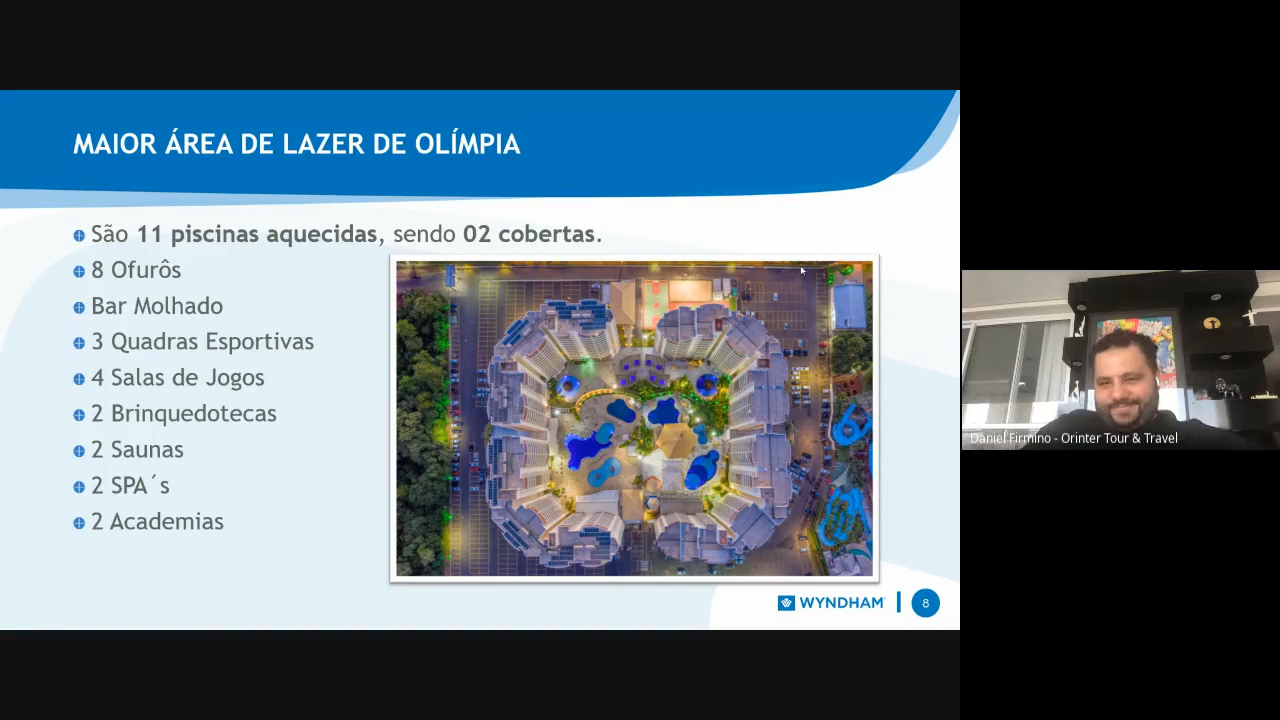 MAIOR ÁREA DE LAZER DE OLÍMPIA
São 11 piscinas aquecidas, sendo 02 cobertas.
8 Ofurôs
Bar Molhado
3 Quadras Esportivas
4 Salas de Jogos
2 Brinquedotecas
2 Saunas
2 SPA´s
2 Academias
WYNDHAM
8
Daniel Firmino - Orinter Tour & Travel